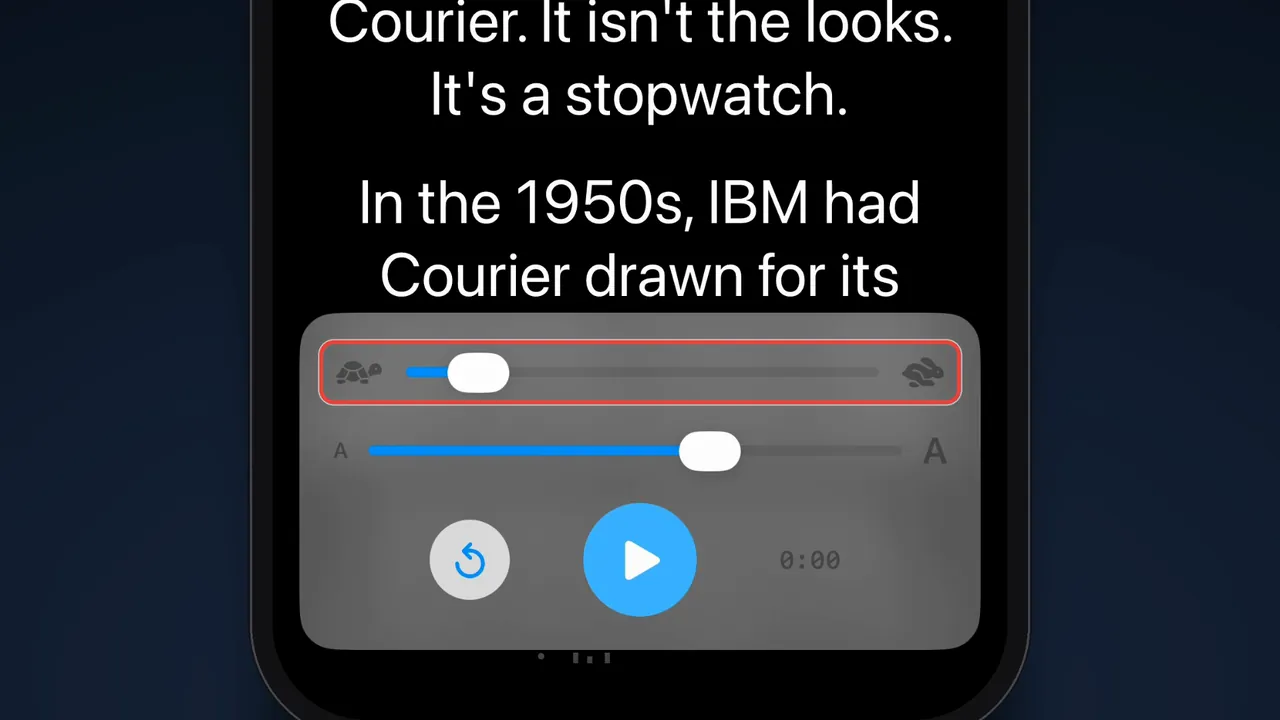 Courier. It isn't the looks.
It's a stopwatch.
In the 1950s, IBM had
Courier drawn for its
A A
0:00